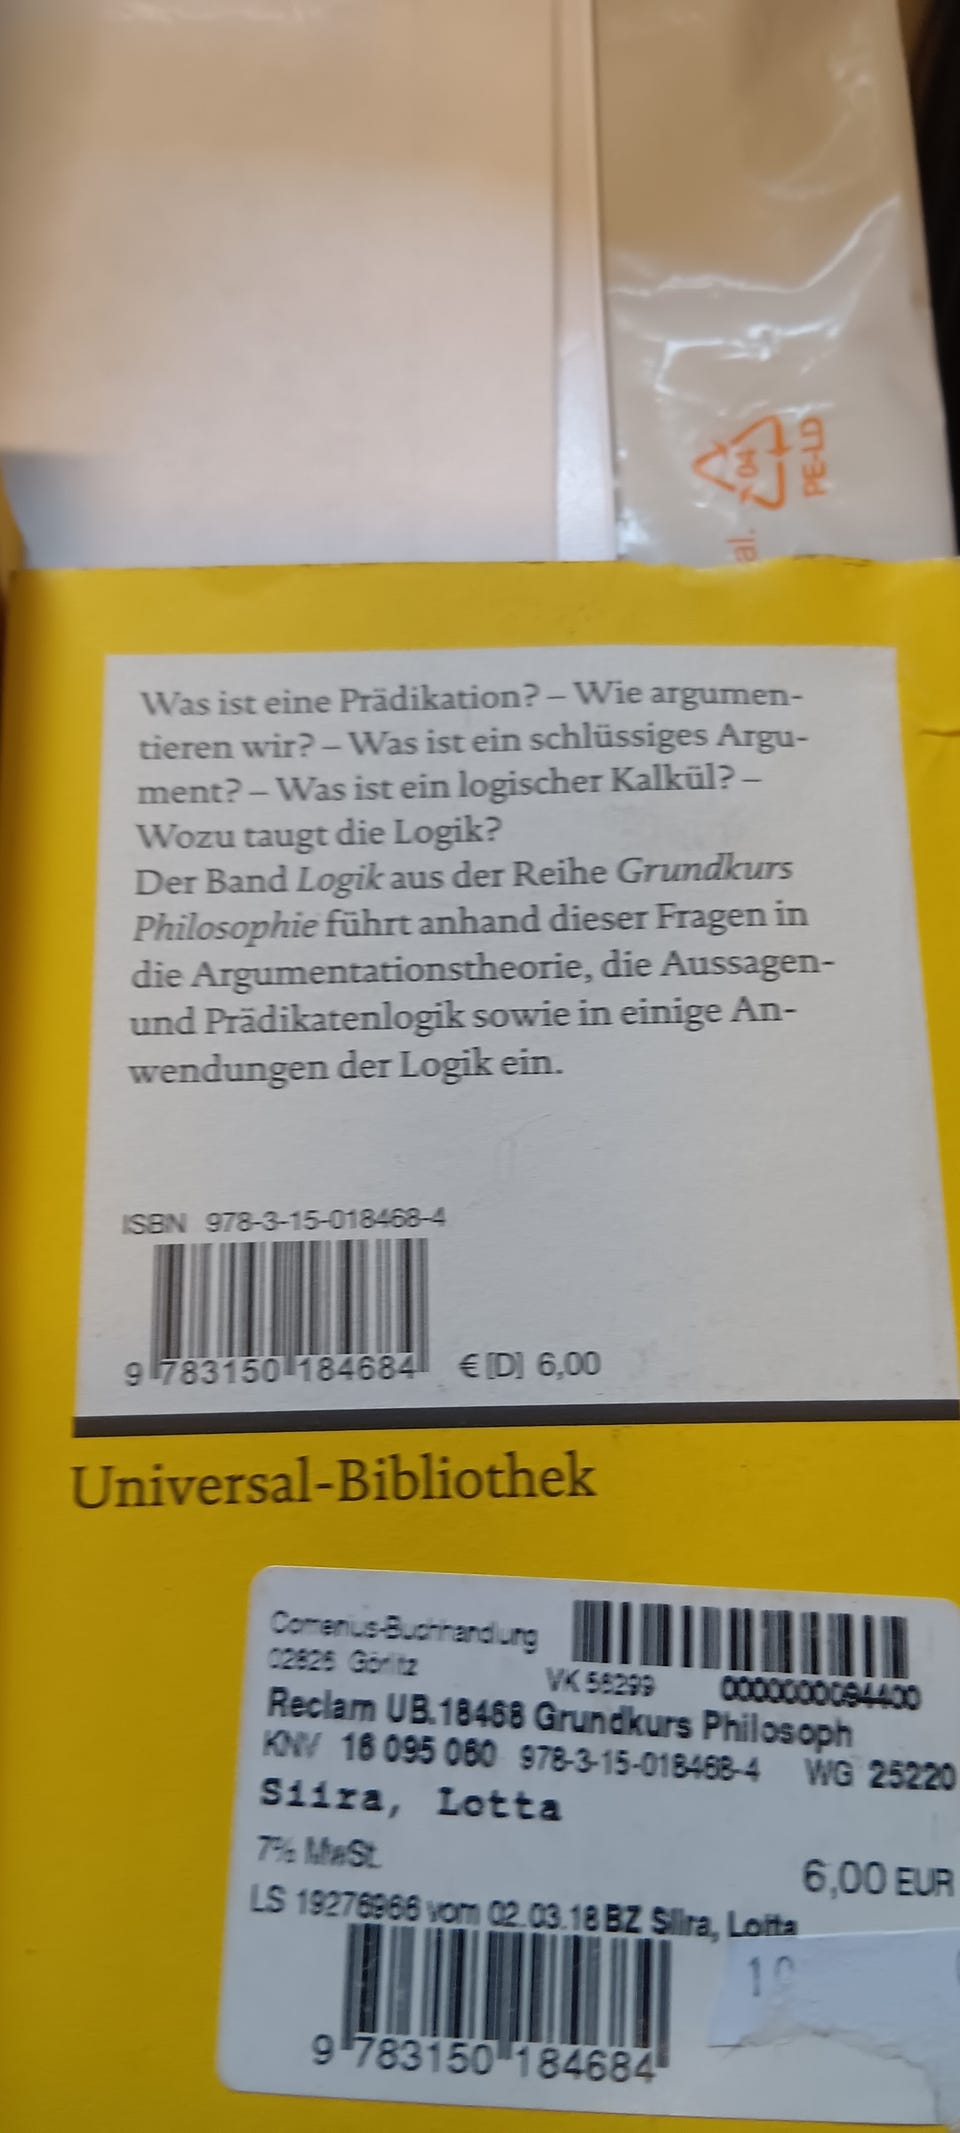 al.
04
PE-LD
Was ist eine Prädikation? – Wie argumen-
tieren wir? – Was ist ein schlüssiges Argu-
ment? – Was ist ein logischer Kalkül? –
Wozu taugt die Logik?
Der Band Logik aus der Reihe Grundkurs
Philosophie führt anhand dieser Fragen in
die Argumentationstheorie, die Aussagen-
und Prädikatenlogik sowie in einige An-
wendungen der Logik ein.
ISBN 978-3-15-018468-4
9 783150 184684 € [D] 6,00
Universal-Bibliothek
Comenius-Buchhandlung
02826 Görlitz
VK 56299 0000000094400
Reclam UB.18468 Grundkurs Philosoph
KNV 16 095 060 978-3-15-018468-4 WG 25220
Siira, Lotta
7% MwSt.
6,00 EUR
LS 19276966 vom 02.03.18 BZ Siira, Lotta
9 783150 184684